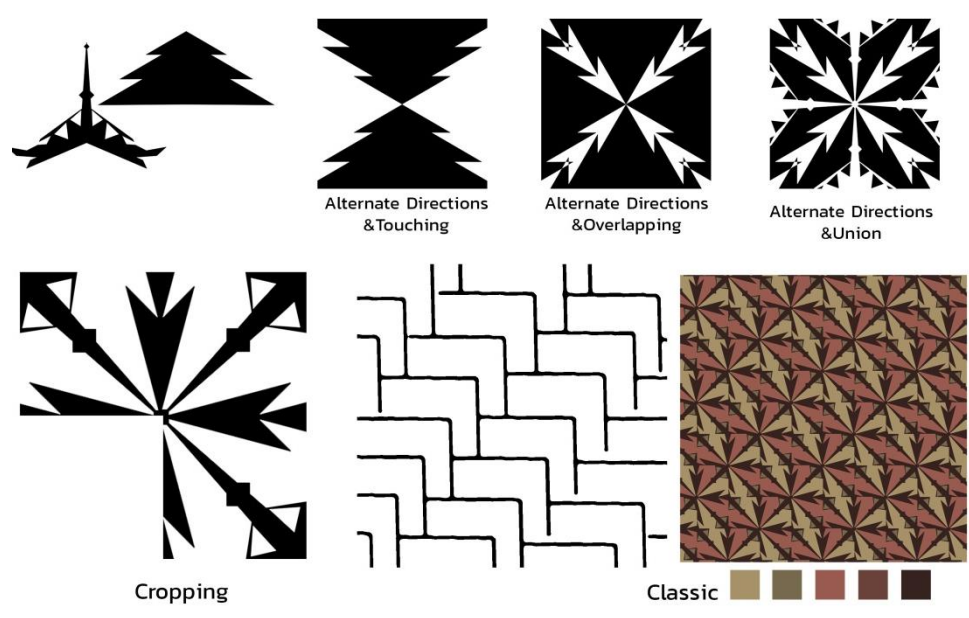 Alternate Directions
&Touching
Alternate Directions
&Overlapping
Alternate Directions
&Union
Cropping
Classic